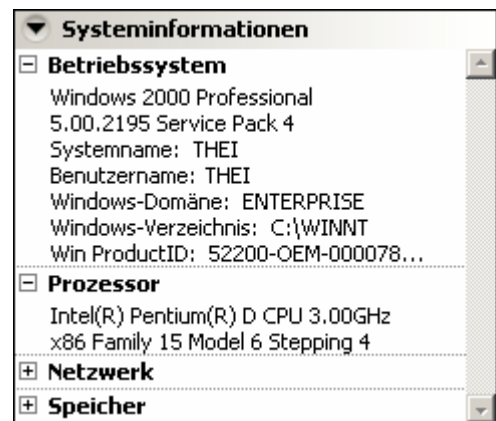 Systeminformationen
Betriebssystem
Windows 2000 Professional
5.00.2195 Service Pack 4
Systemname: THEI
Benutzername: THEI
Windows-Domäne: ENTERPRISE
Windows-Verzeichnis: C:\WINNT
Win ProductID: 52200-OEM-000078...
Prozessor
Intel(R) Pentium(R) D CPU 3.00GHz
x86 Family 15 Model 6 Stepping 4
Netzwerk
Speicher